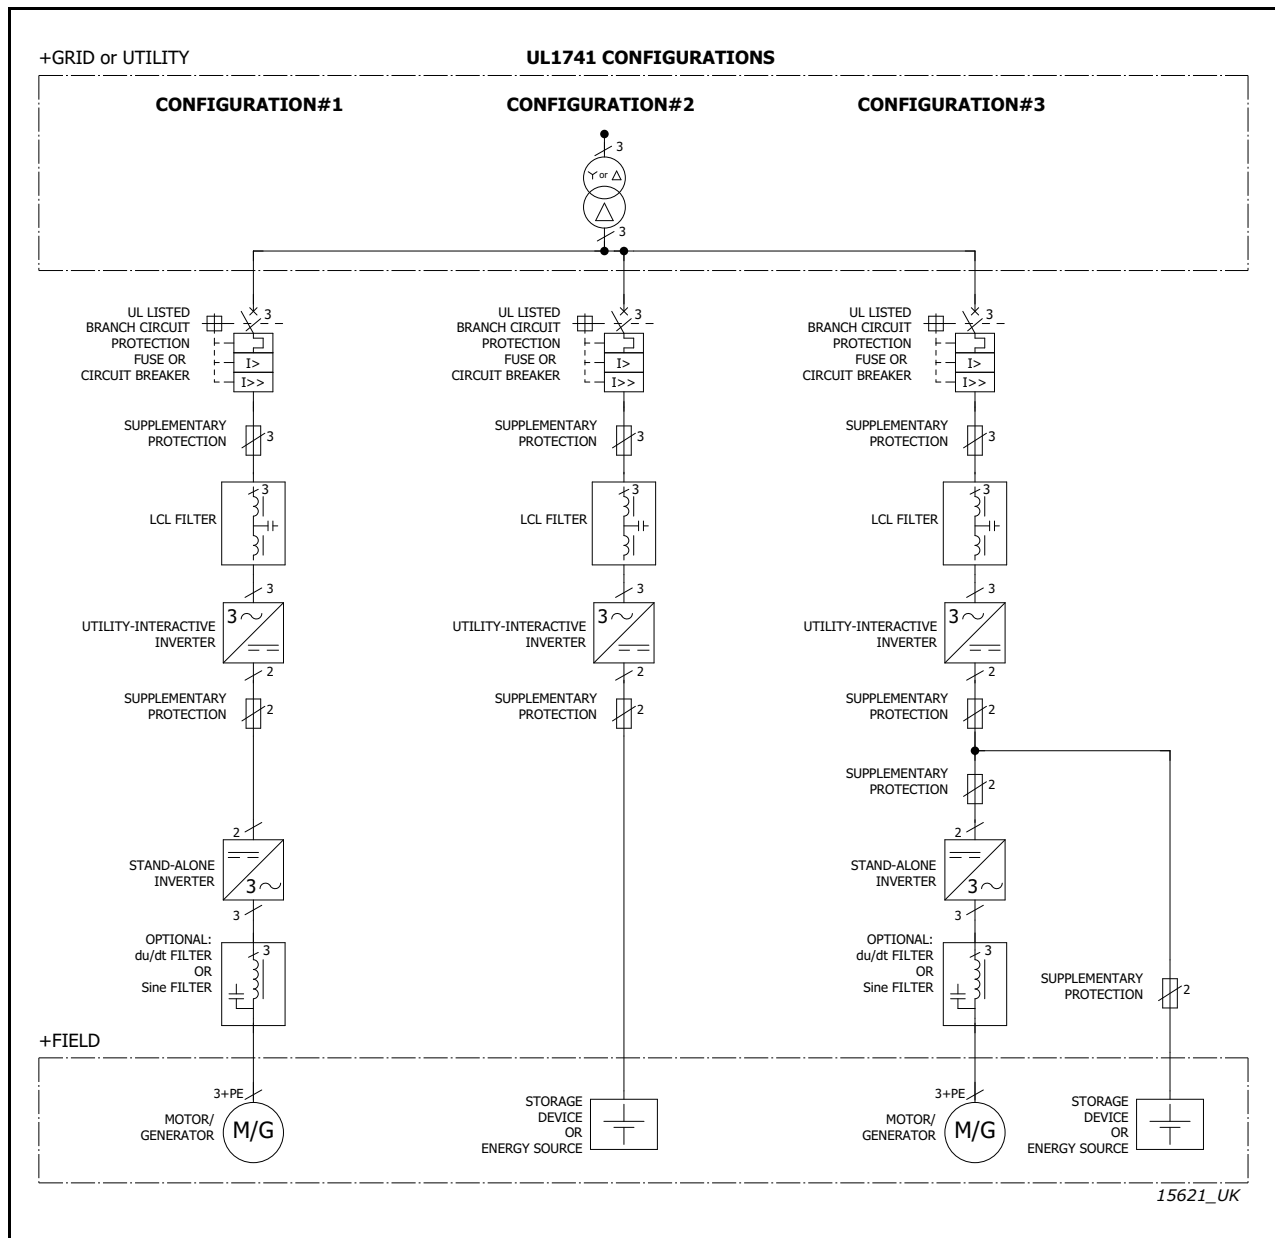 +GRID or UTILITY
UL1741 CONFIGURATIONS
CONFIGURATION#1
CONFIGURATION#2
CONFIGURATION#3
3
Y or Δ
Δ
3
UL LISTED
BRANCH CIRCUIT
PROTECTION
FUSE OR
CIRCUIT BREAKER
3
I>
I>>
SUPPLEMENTARY
PROTECTION
3
LCL FILTER
3
3
UTILITY-INTERACTIVE
INVERTER
3
2
SUPPLEMENTARY
PROTECTION
2
2
STAND-ALONE
INVERTER
3
3
OPTIONAL:
du/dt FILTER
OR
Sine FILTER
3
UL LISTED
BRANCH CIRCUIT
PROTECTION
FUSE OR
CIRCUIT BREAKER
3
I>
I>>
SUPPLEMENTARY
PROTECTION
3
LCL FILTER
3
3
UTILITY-INTERACTIVE
INVERTER
3
2
SUPPLEMENTARY
PROTECTION
2
UL LISTED
BRANCH CIRCUIT
PROTECTION
FUSE OR
CIRCUIT BREAKER
3
I>
I>>
SUPPLEMENTARY
PROTECTION
3
LCL FILTER
3
3
UTILITY-INTERACTIVE
INVERTER
3
2
SUPPLEMENTARY
PROTECTION
2
SUPPLEMENTARY
PROTECTION
2
2
STAND-ALONE
INVERTER
3
3
OPTIONAL:
du/dt FILTER
OR
Sine FILTER
3
SUPPLEMENTARY
PROTECTION
2
+FIELD
3+PE
MOTOR/
GENERATOR
M/G
STORAGE
DEVICE
OR
ENERGY SOURCE
3+PE
MOTOR/
GENERATOR
M/G
STORAGE
DEVICE
OR
ENERGY SOURCE
15621_UK